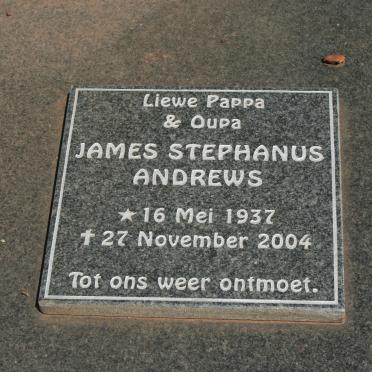 Liewe Pappa
& Oupa
JAMES STEPHANUS
ANDREWS
★ 16 Mei 1937
✝ 27 November 2004
Tot ons weer ontmoet.